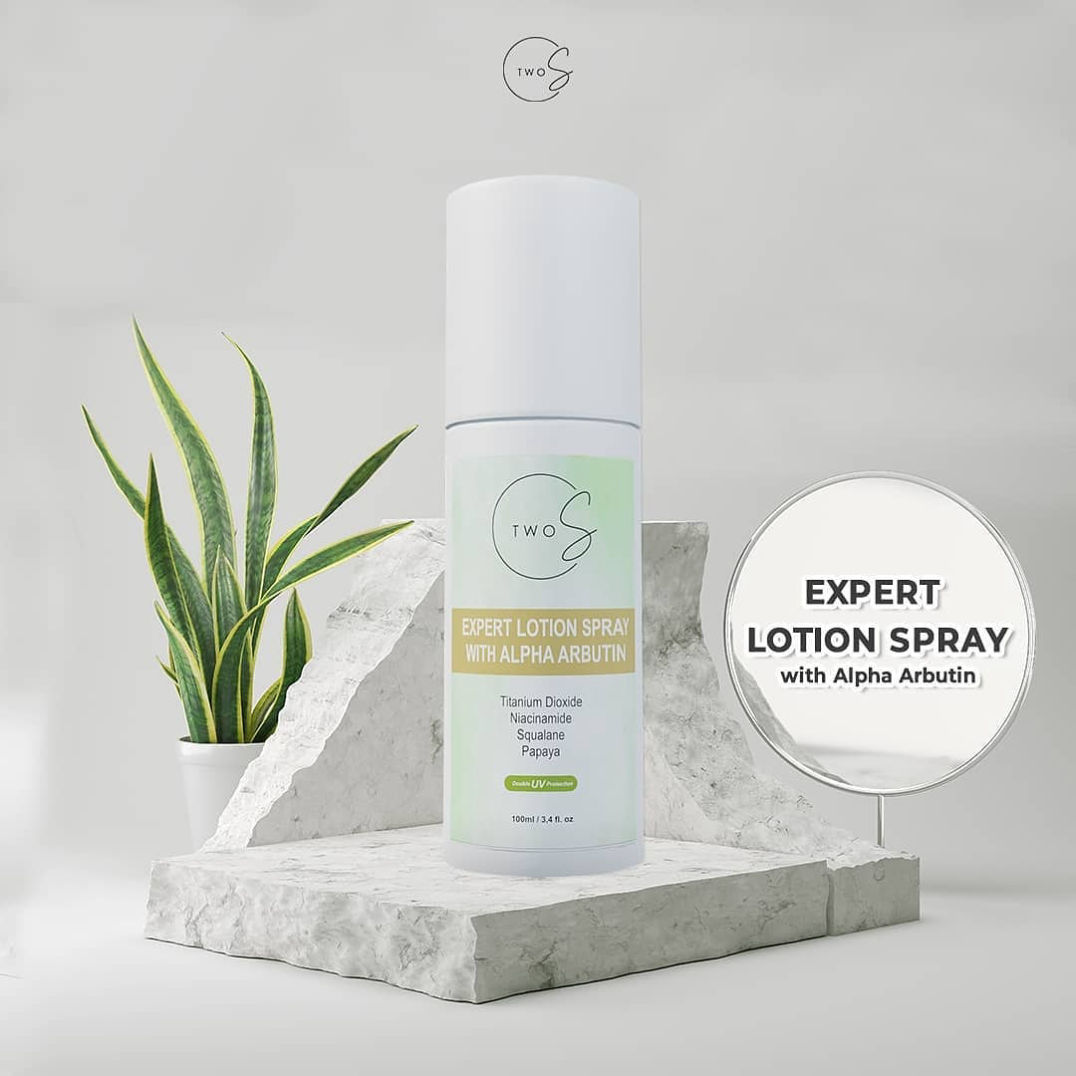 TWO S
TWO S
EXPERT LOTION SPRAY
WITH ALPHA ARBUTIN
Titanium Dioxide
Niacinamide
Squalane
Papaya
Double UV Protection
100ml / 3,4 fl. oz
EXPERT
LOTION SPRAY
with Alpha Arbutin